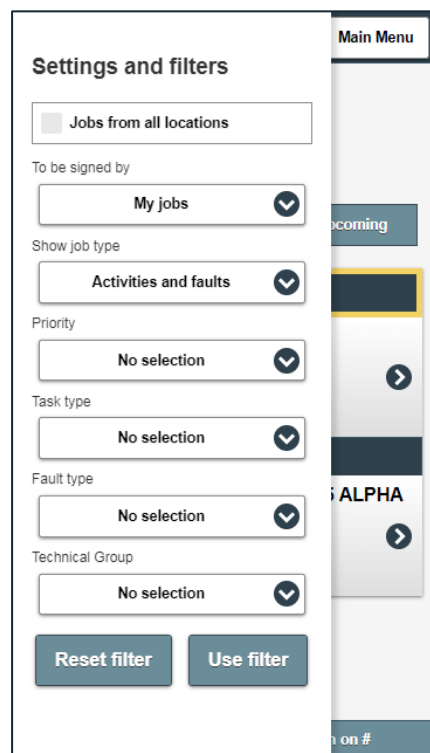 Main Menu
Settings and filters
Jobs from all locations
To be signed by
My jobs
Show job type
Activities and faults
Priority
No selection
Task type
No selection
Fault type
No selection
Technical Group
No selection
Reset filter
Use filter
ALPHA
on #